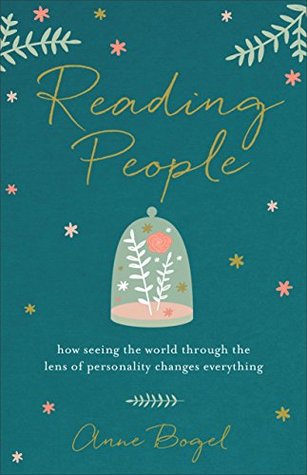 Reading
People
how seeing the world through the
lens of personality changes everything
Anne Bogel